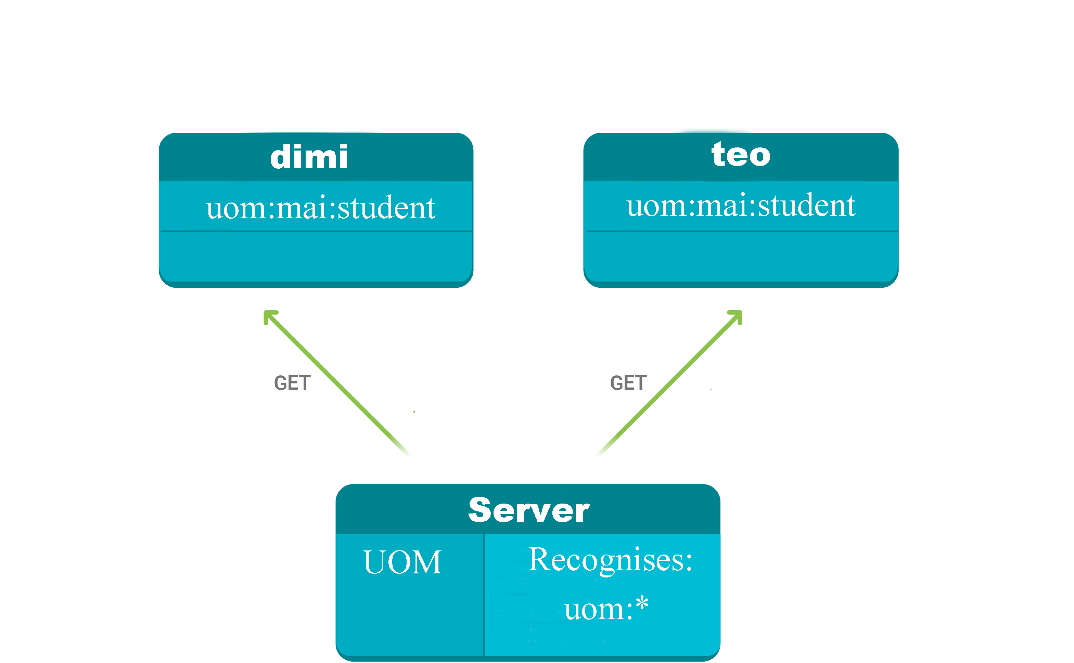 dimi
teo
uom:mai:student
uom:mai:student
GET
GET
Server
UOM
Recognises:
uom:*